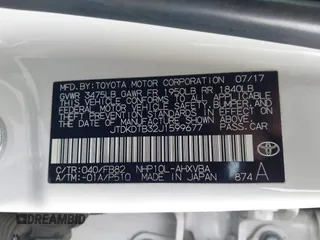 MFD. BY: TOYOTA MOTOR CORPORATION 07/17
GVWR 3475LB GAWR FR 1950LB RR 1840LB
THIS VEHICLE CONFORMS TO ALL APPLICABLE
FEDERAL MOTOR VEHICLE SAFETY, BUMPER, AND
THEFT PREVENTION STANDARDS IN EFFECT ON
THE DATE OF MANUFACTURE SHOWN ABOVE.
JTDKDTB32J1599677 PASS. CAR
C/TR: 040/FB82 NHP10L-AHXVBA
A/TM: -01A/P510 MADE IN JAPAN 874 A
TOYOTA
DREAMBID